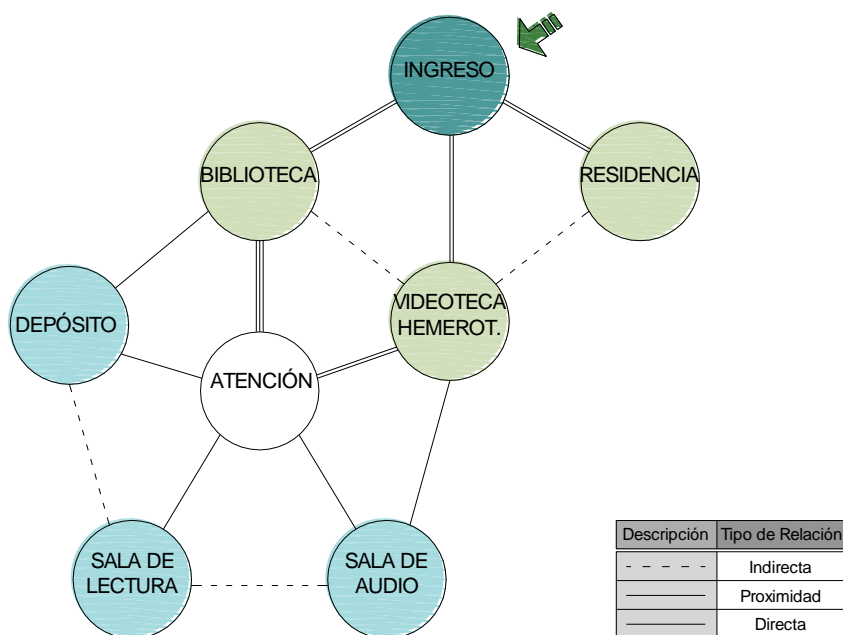 INGRESO
BIBLIOTECA
RESIDENCIA
VIDEOTECA
HEMEROT.
DEPÓSITO
ATENCIÓN
SALA DE
LECTURA
SALA DE
AUDIO
Descripción Tipo de Relación
Indirecta
Proximidad
Directa